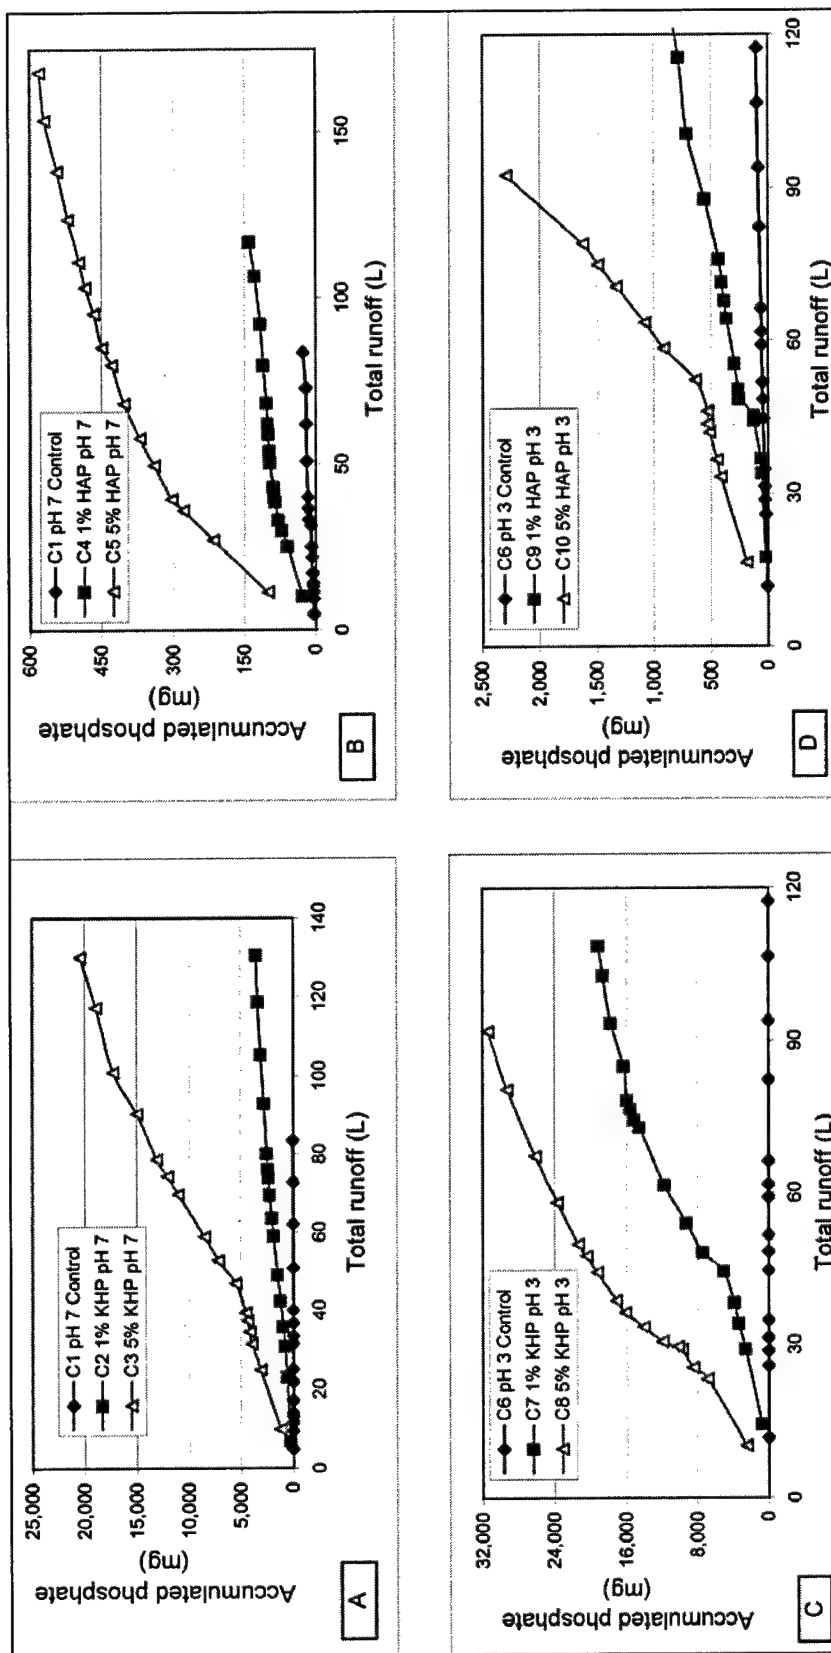 A
Accumulated phosphate
(mg)
25,000
20,000
15,000
10,000
5,000
0
C1 pH 7 Control
C2 1% KHP pH 7
C3 5% KHP pH 7
0
20
40
60
80
100
120
140
Total runoff (L)
B
Accumulated phosphate
(mg)
600
450
300
150
0
C1 pH 7 Control
C4 1% HAP pH 7
C5 5% HAP pH 7
0
50
100
150
Total runoff (L)
C
Accumulated phosphate
(mg)
32,000
24,000
16,000
8,000
0
C6 pH 3 Control
C7 1% KHP pH 3
C8 5% KHP pH 3
0
30
60
90
120
Total runoff (L)
D
Accumulated phosphate
(mg)
2,500
2,000
1,500
1,000
500
0
C6 pH 3 Control
C9 1% HAP pH 3
C10 5% HAP pH 3
0
30
60
90
120
Total runoff (L)